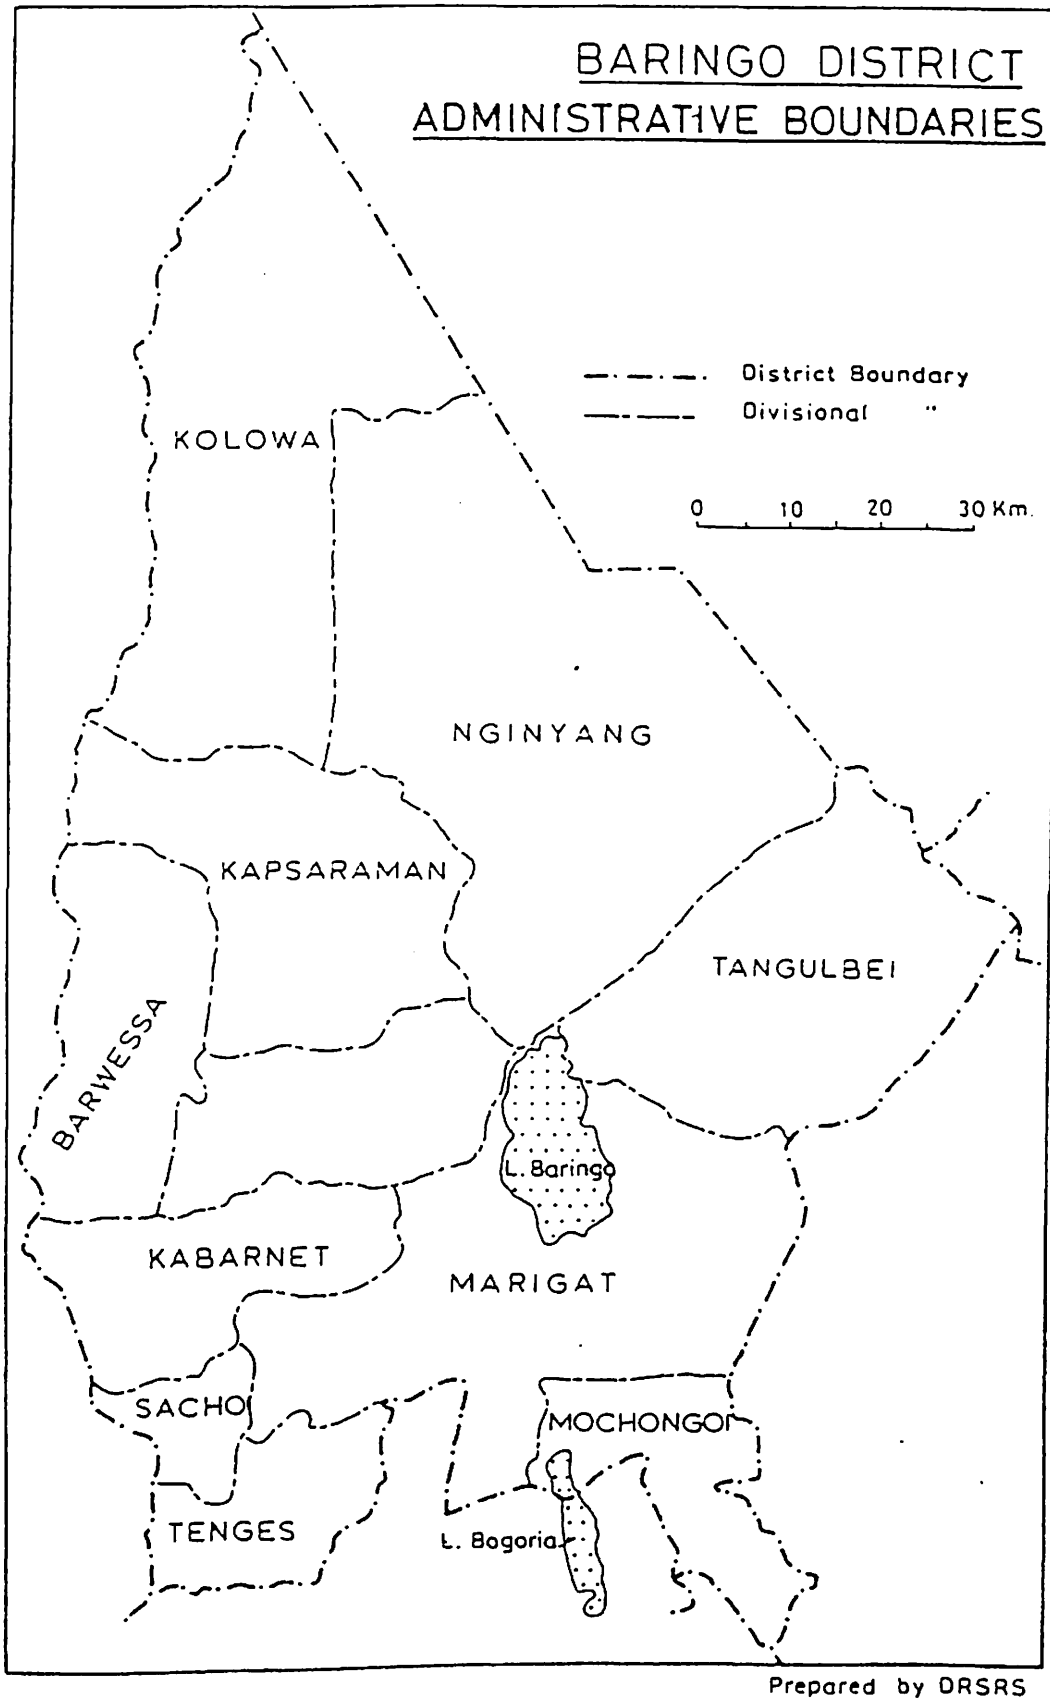 BARINGO DISTRICT
ADMINISTRATIVE BOUNDARIES
District Boundary
Divisional "
KOLOWA
0 10 20 30 Km.
NGINYANG
KAPSARAMAN
TANGULBEI
BARWESSA
L. Baringo
KABARNET
MARIGAT
SACHO
MOCHONGOI
TENGES
L. Bogoria
Prepared by DRSRS